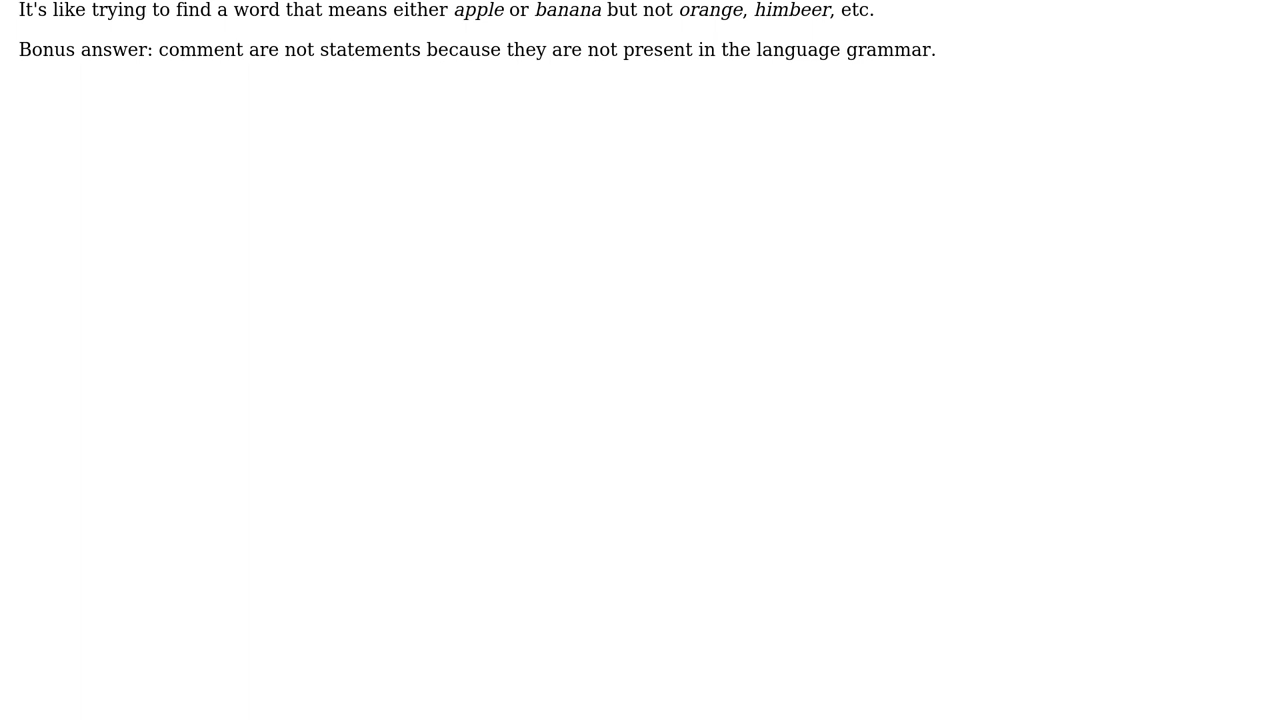 It's like trying to find a word that means either apple or banana but not orange, himbeer, etc.
Bonus answer: comment are not statements because they are not present in the language grammar.